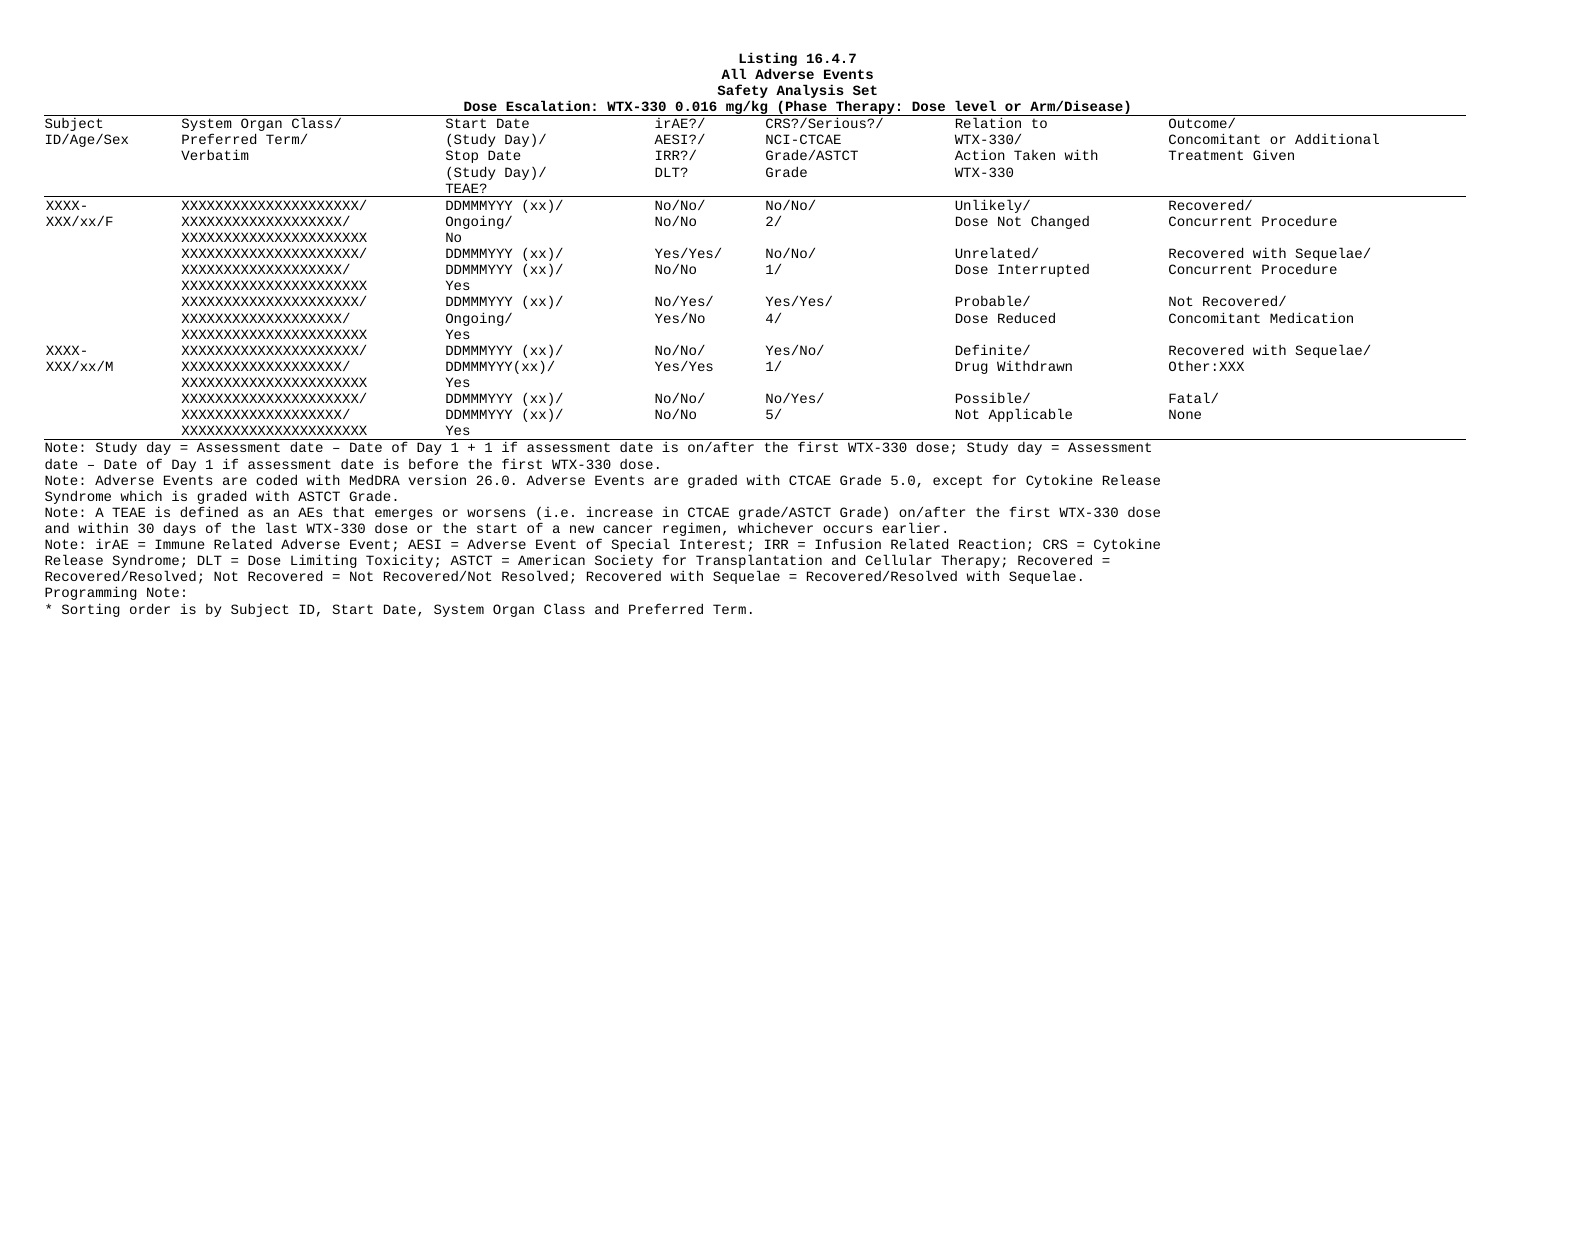 Listing 16.4.7
All Adverse Events
Safety Analysis Set
Dose Escalation: WTX-330 0.016 mg/kg (Phase Therapy: Dose level or Arm/Disease)
Subject System Organ Class/ Start Date irAE?/ CRS?/Serious?/ Relation to Outcome/
ID/Age/Sex Preferred Term/ (Study Day)/ AESI?/ NCI-CTCAE WTX-330/ Concomitant or Additional
Verbatim Stop Date IRR?/ Grade/ASTCT Action Taken with Treatment Given
(Study Day)/ DLT? Grade WTX-330
TEAE?
XXXX- XXXXXXXXXXXXXXXXXXXXX/ DDMMMYYY (xx)/ No/No/ No/No/ Unlikely/ Recovered/
XXX/xx/F XXXXXXXXXXXXXXXXXXX/ Ongoing/ No/No 2/ Dose Not Changed Concurrent Procedure
XXXXXXXXXXXXXXXXXXXXXX No
XXXXXXXXXXXXXXXXXXXXX/ DDMMMYYY (xx)/ Yes/Yes/ No/No/ Unrelated/ Recovered with Sequelae/
XXXXXXXXXXXXXXXXXXX/ DDMMMYYY (xx)/ No/No 1/ Dose Interrupted Concurrent Procedure
XXXXXXXXXXXXXXXXXXXXXX Yes
XXXXXXXXXXXXXXXXXXXXX/ DDMMMYYY (xx)/ No/Yes/ Yes/Yes/ Probable/ Not Recovered/
XXXXXXXXXXXXXXXXXXX/ Ongoing/ Yes/No 4/ Dose Reduced Concomitant Medication
XXXXXXXXXXXXXXXXXXXXXX Yes
XXXX- XXXXXXXXXXXXXXXXXXXXX/ DDMMMYYY (xx)/ No/No/ Yes/No/ Definite/ Recovered with Sequelae/
XXX/xx/M XXXXXXXXXXXXXXXXXXX/ DDMMMYYY(xx)/ Yes/Yes 1/ Drug Withdrawn Other:XXX
XXXXXXXXXXXXXXXXXXXXXX Yes
XXXXXXXXXXXXXXXXXXXXX/ DDMMMYYY (xx)/ No/No/ No/Yes/ Possible/ Fatal/
XXXXXXXXXXXXXXXXXXX/ DDMMMYYY (xx)/ No/No 5/ Not Applicable None
XXXXXXXXXXXXXXXXXXXXXX Yes
Note: Study day = Assessment date – Date of Day 1 + 1 if assessment date is on/after the first WTX-330 dose; Study day = Assessment
date – Date of Day 1 if assessment date is before the first WTX-330 dose.
Note: Adverse Events are coded with MedDRA version 26.0. Adverse Events are graded with CTCAE Grade 5.0, except for Cytokine Release
Syndrome which is graded with ASTCT Grade.
Note: A TEAE is defined as an AEs that emerges or worsens (i.e. increase in CTCAE grade/ASTCT Grade) on/after the first WTX-330 dose
and within 30 days of the last WTX-330 dose or the start of a new cancer regimen, whichever occurs earlier.
Note: irAE = Immune Related Adverse Event; AESI = Adverse Event of Special Interest; IRR = Infusion Related Reaction; CRS = Cytokine
Release Syndrome; DLT = Dose Limiting Toxicity; ASTCT = American Society for Transplantation and Cellular Therapy; Recovered =
Recovered/Resolved; Not Recovered = Not Recovered/Not Resolved; Recovered with Sequelae = Recovered/Resolved with Sequelae.
Programming Note:
* Sorting order is by Subject ID, Start Date, System Organ Class and Preferred Term.